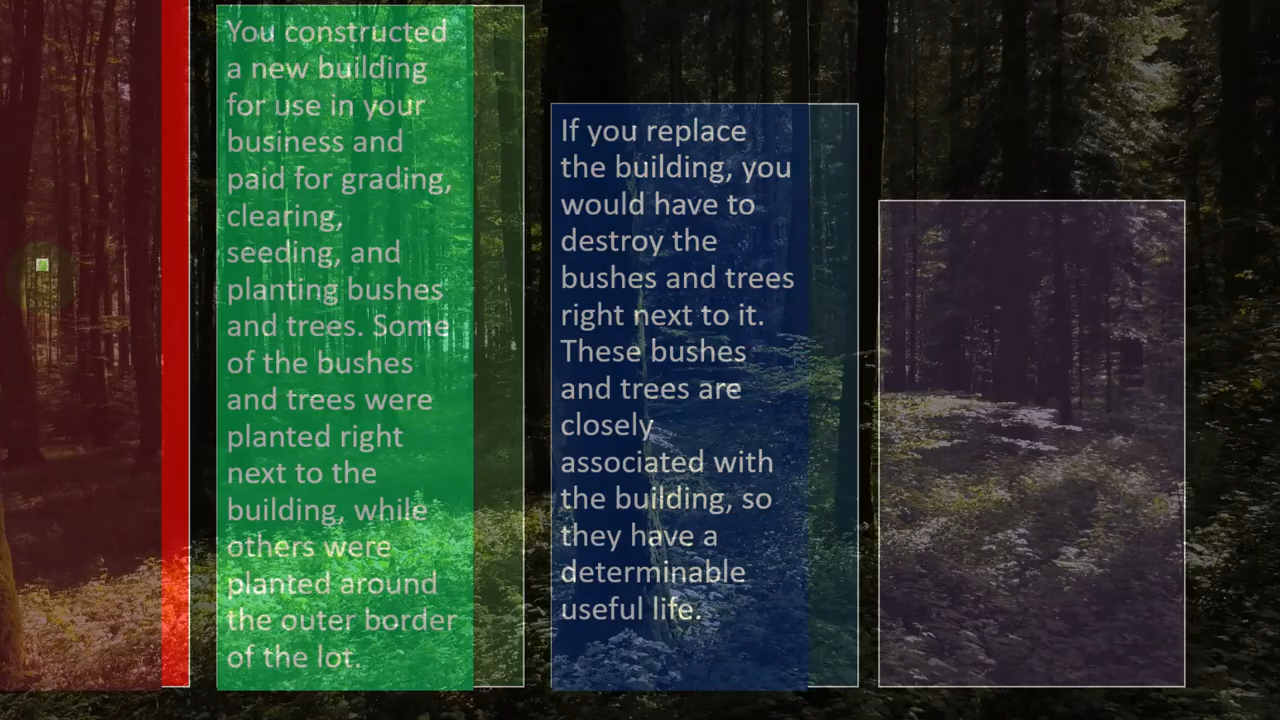 You constructed
a new building
for use in your
business and
paid for grading,
clearing,
seeding, and
planting bushes
and trees. Some
of the bushes
and trees were
planted right
next to the
building, while
others were
planted around
the outer border
of the lot.
If you replace
the building, you
would have to
destroy the
bushes and trees
right next to it.
These bushes
and trees are
closely
associated with
the building, so
they have a
determinable
useful life.